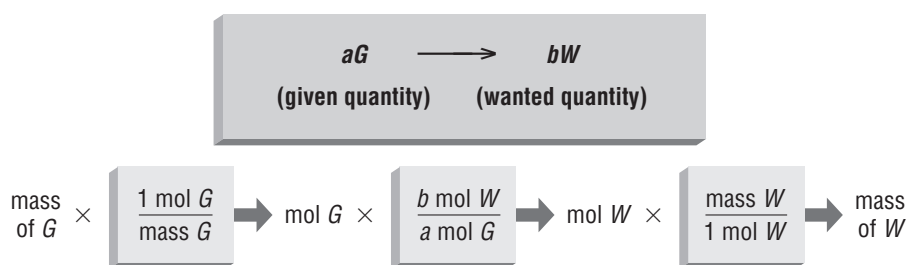 aG ⟶ bW
(given quantity) (wanted quantity)
mass of G × 1 mol G / mass G → mol G × b mol W / a mol G → mol W × mass W / 1 mol W → mass of W